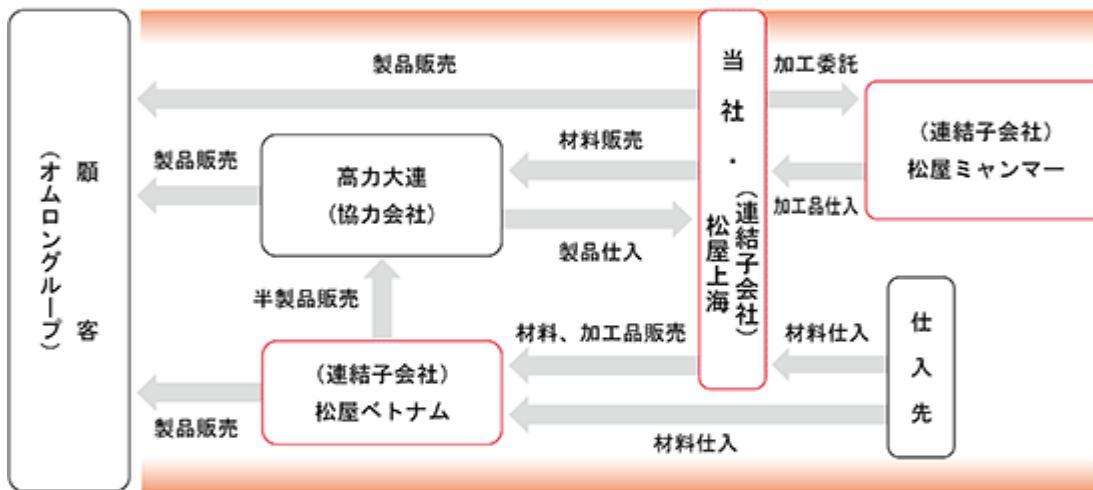 顧客
（オムロングループ）
製品販売
当社・
（連結子会社）
松屋上海
加工委託
（連結子会社）
松屋ミャンマー
加工品仕入
製品販売
高力大連
（協力会社）
材料販売
製品仕入
半製品販売
材料、加工品販売
材料仕入
仕入先
（連結子会社）
松屋ベトナム
製品販売
材料仕入